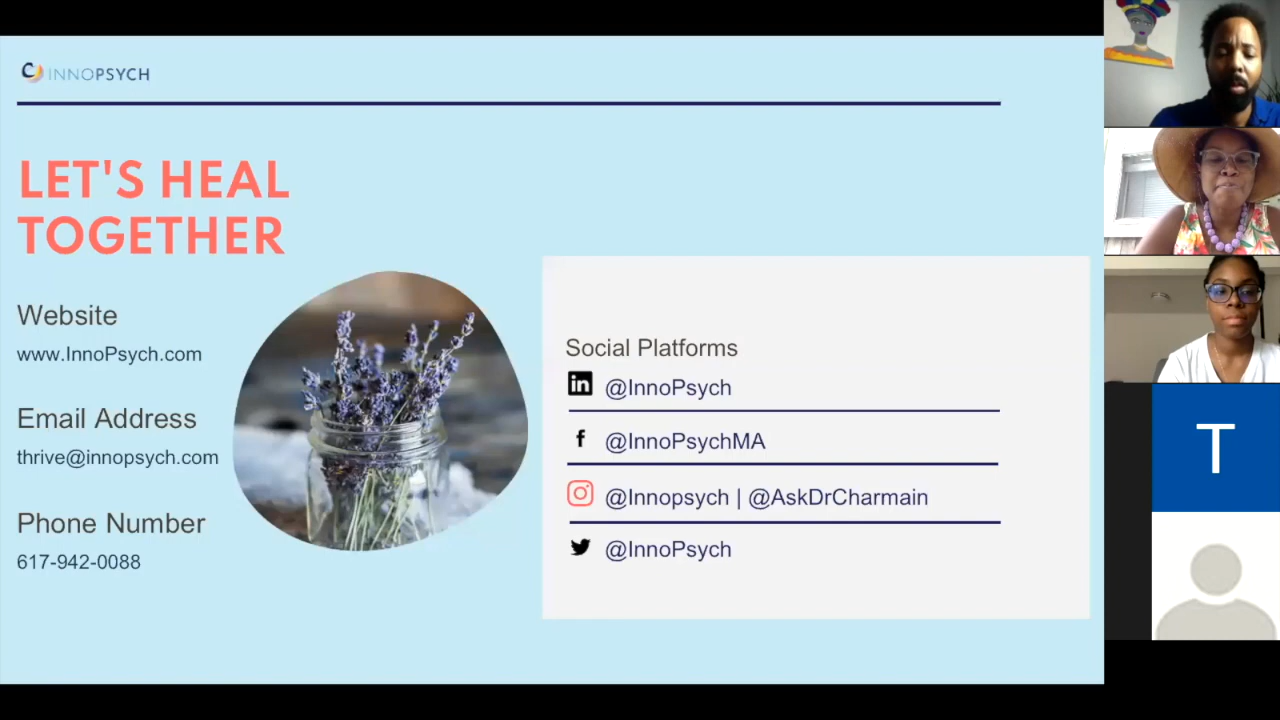 INNOPSYCH
LET'S HEAL
TOGETHER
Website
www.InnoPsych.com
Email Address
thrive@innopsych.com
Phone Number
617-942-0088
Social Platforms
in @InnoPsych
f @InnoPsychMA
@Innopsych | @AskDrCharmain
@InnoPsych
T